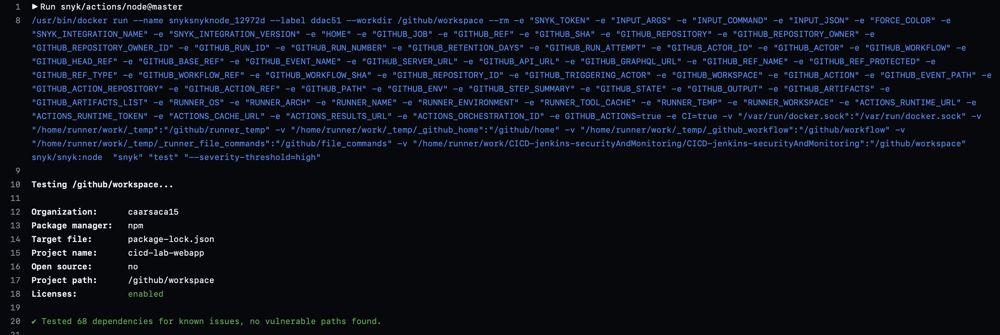 1 ▶ Run snyk/actions/node@master
8 /usr/bin/docker run --name snyksnyknode_12972d --label ddac51 --workdir /github/workspace --rm -e "SNYK_TOKEN" -e "INPUT_ARGS" -e "INPUT_COMMAND" -e "INPUT_JSON" -e "FORCE_COLOR" -e
"SNYK_INTEGRATION_NAME" -e "SNYK_INTEGRATION_VERSION" -e "HOME" -e "GITHUB_JOB" -e "GITHUB_REF" -e "GITHUB_SHA" -e "GITHUB_REPOSITORY" -e "GITHUB_REPOSITORY_OWNER" -e
"GITHUB_REPOSITORY_OWNER_ID" -e "GITHUB_RUN_ID" -e "GITHUB_RUN_NUMBER" -e "GITHUB_RETENTION_DAYS" -e "GITHUB_RUN_ATTEMPT" -e "GITHUB_ACTOR_ID" -e "GITHUB_ACTOR" -e "GITHUB_WORKFLOW" -e
"GITHUB_HEAD_REF" -e "GITHUB_BASE_REF" -e "GITHUB_EVENT_NAME" -e "GITHUB_SERVER_URL" -e "GITHUB_API_URL" -e "GITHUB_GRAPHQL_URL" -e "GITHUB_REF_NAME" -e "GITHUB_REF_PROTECTED" -e
"GITHUB_REF_TYPE" -e "GITHUB_WORKFLOW_REF" -e "GITHUB_WORKFLOW_SHA" -e "GITHUB_REPOSITORY_ID" -e "GITHUB_TRIGGERING_ACTOR" -e "GITHUB_WORKSPACE" -e "GITHUB_ACTION" -e "GITHUB_EVENT_PATH" -e
"GITHUB_ACTION_REPOSITORY" -e "GITHUB_ACTION_REF" -e "GITHUB_PATH" -e "GITHUB_ENV" -e "GITHUB_STEP_SUMMARY" -e "GITHUB_STATE" -e "GITHUB_OUTPUT" -e "GITHUB_ARTIFACTS" -e
"GITHUB_ARTIFACTS_LIST" -e "RUNNER_OS" -e "RUNNER_ARCH" -e "RUNNER_NAME" -e "RUNNER_ENVIRONMENT" -e "RUNNER_TOOL_CACHE" -e "RUNNER_TEMP" -e "RUNNER_WORKSPACE" -e "ACTIONS_RUNTIME_URL" -e
"ACTIONS_RUNTIME_TOKEN" -e "ACTIONS_CACHE_URL" -e "ACTIONS_RESULTS_URL" -e "ACTIONS_ORCHESTRATION_ID" -e GITHUB_ACTIONS=true -e CI=true -v "/var/run/docker.sock":"/var/run/docker.sock" -v
"/home/runner/work/_temp":"/github/runner_temp" -v "/home/runner/work/_temp/_github_home":"/github/home" -v "/home/runner/work/_temp/_github_workflow":"/github/workflow" -v
"/home/runner/work/_temp/_runner_file_commands":"/github/file_commands" -v "/home/runner/work/CICD-jenkins-securityAndMonitoring/CICD-jenkins-securityAndMonitoring":"/github/workspace"
snyk/snyk:node  "snyk" "test" "--severity-threshold=high"
9
10 Testing /github/workspace...
11
12 Organization: caarsaca15
13 Package manager: npm
14 Target file: package-lock.json
15 Project name: cicd-lab-webapp
16 Open source: no
17 Project path: /github/workspace
18 Licenses: enabled
19
20 ✔ Tested 68 dependencies for known issues, no vulnerable paths found.
21